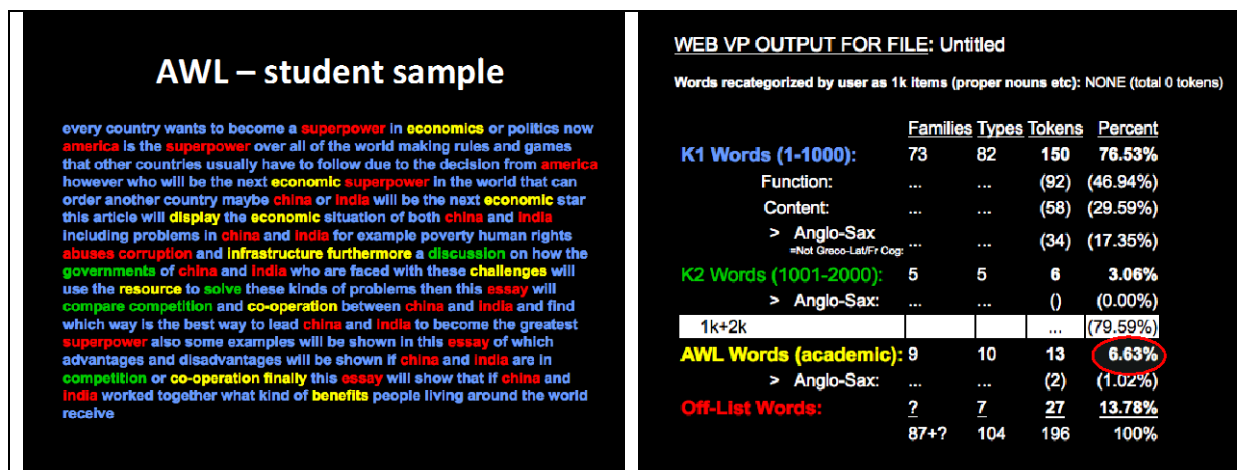 AWL – student sample
every country wants to become a superpower in economics or politics now
america is the superpower over all of the world making rules and games
that other countries usually have to follow due to the decision from america
however who will be the next economic superpower in the world that can
order another country maybe china or india will be the next economic star
this article will display the economic situation of both china and india
including problems in china and india for example poverty human rights
abuses corruption and infrastructure furthermore a discussion on how the
governments of china and india who are faced with these challenges will
use the resource to solve these kinds of problems then this essay will
compare competition and co-operation between china and india and find
which way is the best way to lead china and india to become the greatest
superpower also some examples will be shown in this essay of which
advantages and disadvantages will be shown if china and india are in
competition or co-operation finally this essay will show that if china and
india worked together what kind of benefits people living around the world
receive
WEB VP OUTPUT FOR FILE: Untitled
Words recategorized by user as 1k items (proper nouns etc): NONE (total 0 tokens)
Families Types Tokens Percent
K1 Words (1-1000): 73 82 150 76.53%
Function: ... ... (92) (46.94%)
Content: ... ... (58) (29.59%)
> Anglo-Sax ... ... (34) (17.35%)
=Not Greco-Lat/Fr Cog:
K2 Words (1001-2000): 5 5 6 3.06%
> Anglo-Sax: ... ... () (0.00%)
1k+2k ... (79.59%)
AWL Words (academic): 9 10 13 6.63%
> Anglo-Sax: ... ... (2) (1.02%)
Off-List Words: ? 7 27 13.78%
87+? 104 196 100%